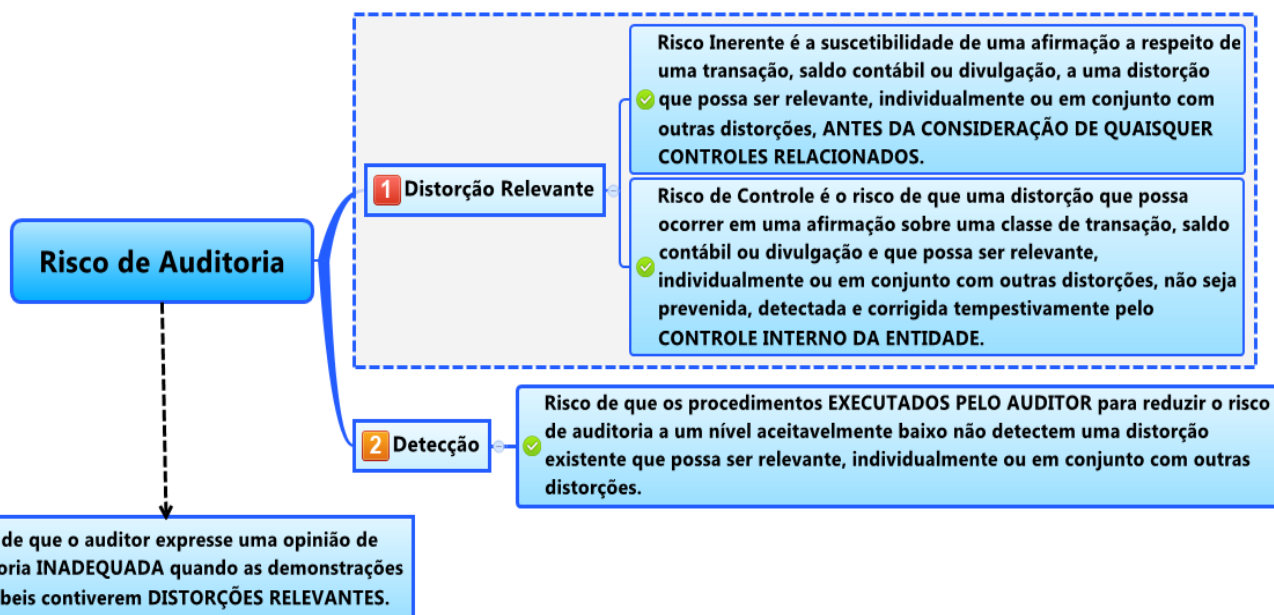 Risco Inerente é a suscetibilidade de uma afirmação a respeito de
uma transação, saldo contábil ou divulgação, a uma distorção
que possa ser relevante, individualmente ou em conjunto com
outras distorções, ANTES DA CONSIDERAÇÃO DE QUAISQUER
CONTROLES RELACIONADOS.
1 Distorção Relevante
Risco de Controle é o risco de que uma distorção que possa
ocorrer em uma afirmação sobre uma classe de transação, saldo
contábil ou divulgação e que possa ser relevante,
individualmente ou em conjunto com outras distorções, não seja
prevenida, detectada e corrigida tempestivamente pelo
CONTROLE INTERNO DA ENTIDADE.
Risco de Auditoria
2 Detecção
Risco de que os procedimentos EXECUTADOS PELO AUDITOR para reduzir o risco
de auditoria a um nível aceitavelmente baixo não detectem uma distorção
existente que possa ser relevante, individualmente ou em conjunto com outras
distorções.
de que o auditor expresse uma opinião de
oria INADEQUADA quando as demonstrações
beis contiverem DISTORÇÕES RELEVANTES.